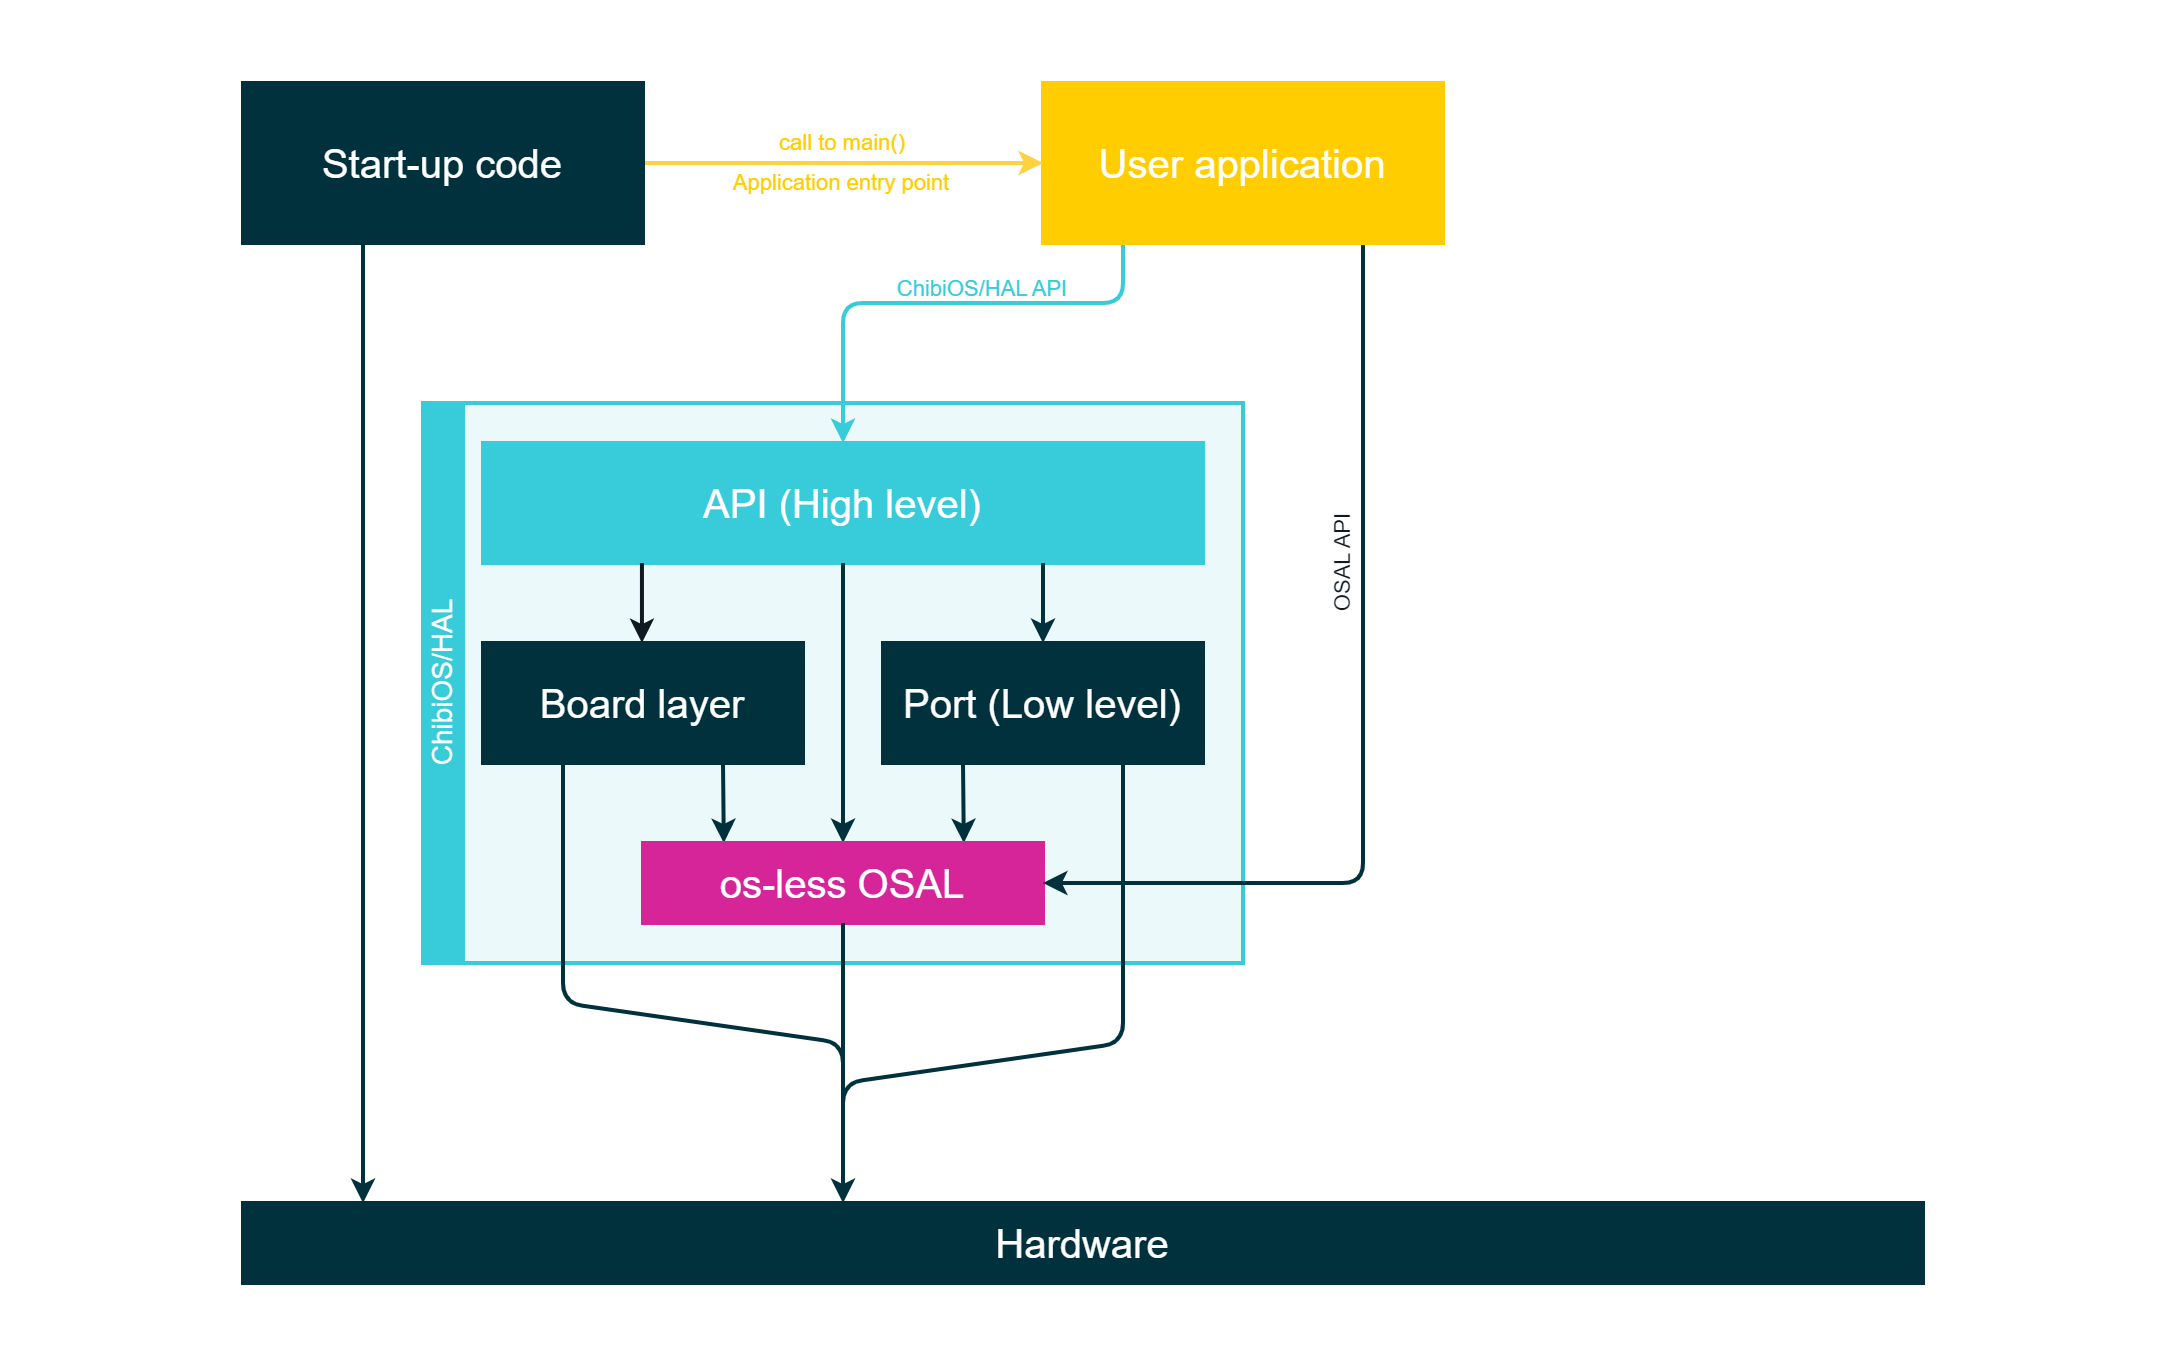 Start-up code
call to main()
Application entry point
User application
ChibiOS/HAL API
ChibiOS/HAL
API (High level)
OSAL API
Board layer
Port (Low level)
os-less OSAL
Hardware